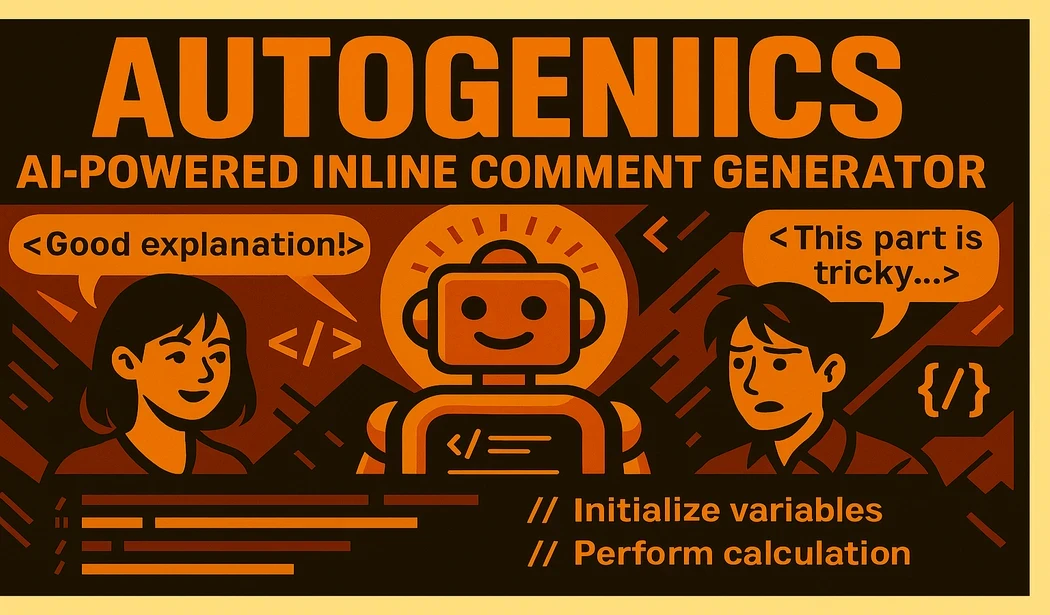 AUTOGENIICS
AI-POWERED INLINE COMMENT GENERATOR
<Good explanation!>
<This part is
tricky...>
</>
{/}
</=
// Initialize variables
// Perform calculation